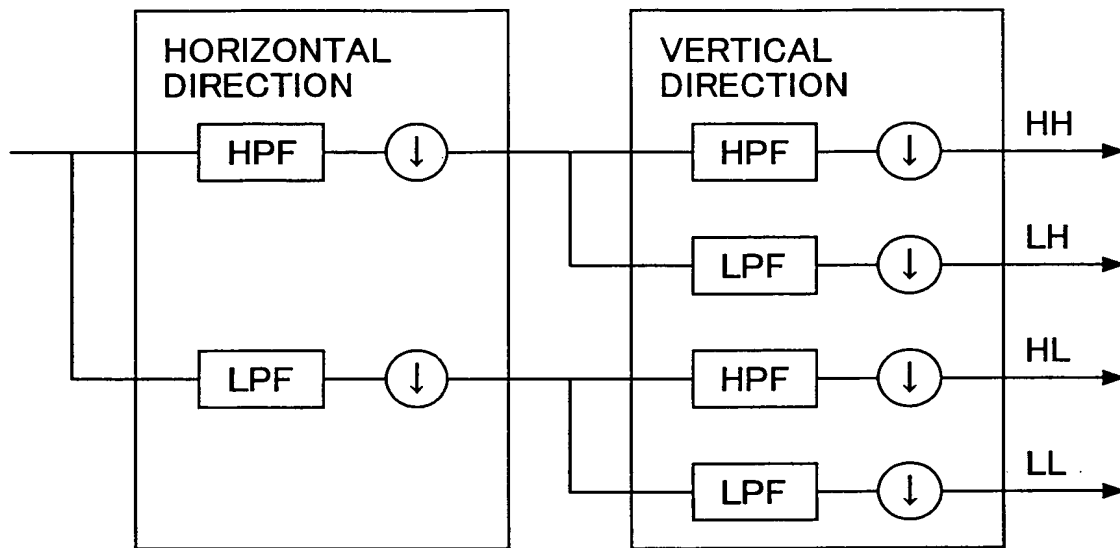 HORIZONTAL
DIRECTION
VERTICAL
DIRECTION
HPF
↓
HPF
↓
HH
LPF
↓
LH
LPF
↓
HPF
↓
HL
LPF
↓
LL